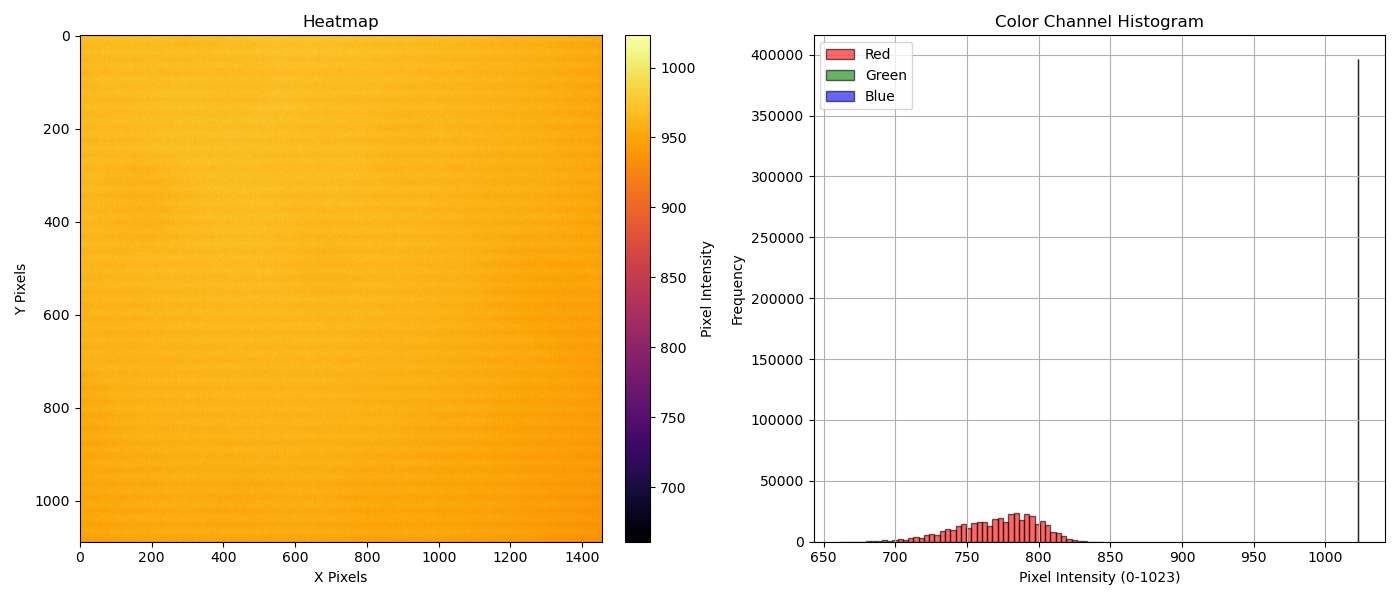 Heatmap
0
200
400
600
800
1000
Y Pixels
0 200 400 600 800 1000 1200 1400
X Pixels
1000
950
900
850
800
750
700
Pixel Intensity
Color Channel Histogram
Red
Green
Blue
400000
350000
300000
250000
200000
150000
100000
50000
0
Frequency
650 700 750 800 850 900 950 1000
Pixel Intensity (0-1023)